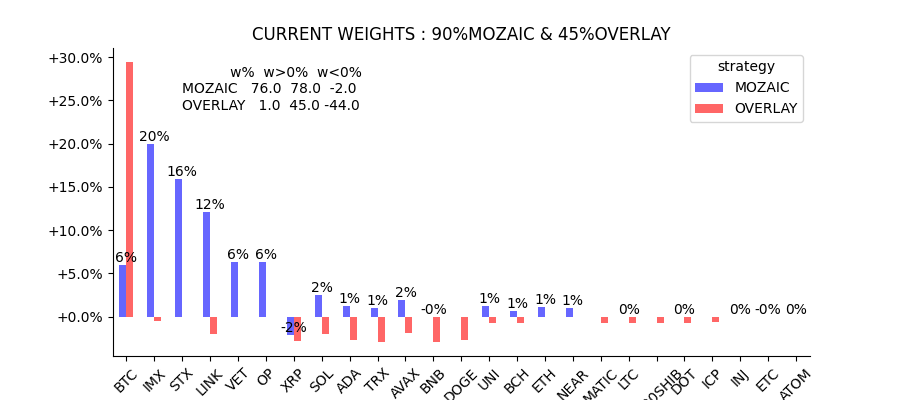 CURRENT WEIGHTS : 90%MOZAIC & 45%OVERLAY
+30.0%
+25.0%
+20.0%
+15.0%
+10.0%
+5.0%
+0.0%
w% w>0% w<0%
MOZAIC 76.0 78.0 -2.0
OVERLAY 1.0 45.0 -44.0
strategy
MOZAIC
OVERLAY
6% 20% 16% 12% 6% 6% -2% 2% 1% 1% 2% -0% 1% 1% 1% 1% 0% 0% 0% -0% 0%
BTC IMX STX LINK VET OP XRP SOL ADA TRX AVAX BNB DOGE UNI BCH ETH NEAR MATIC LTC DOT ICP INJ ETC ATOM